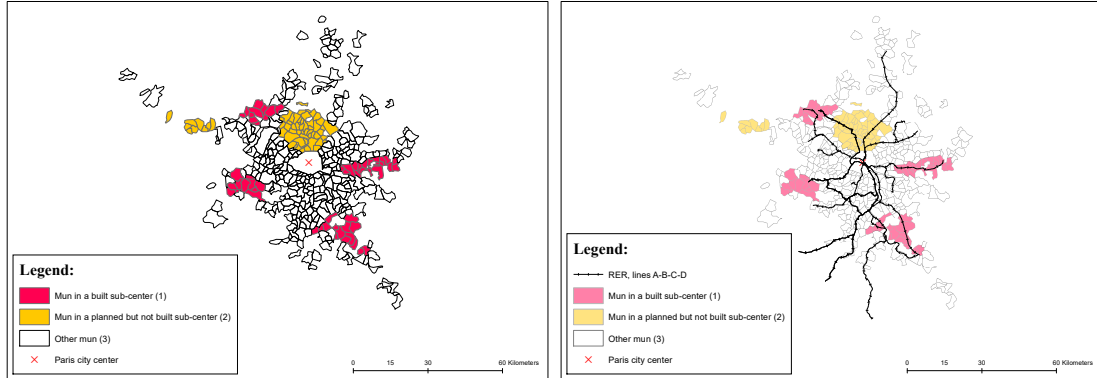 Legend:
Mun in a built sub-center (1)
Mun in a planned but not built sub-center (2)
Other mun (3)
Paris city center
0 15 30 60 Kilometers
Legend:
RER, lines A-B-C-D
Mun in a built sub-center (1)
Mun in a planned but not built sub-center (2)
Other mun (3)
Paris city center
0 15 30 60 Kilometers